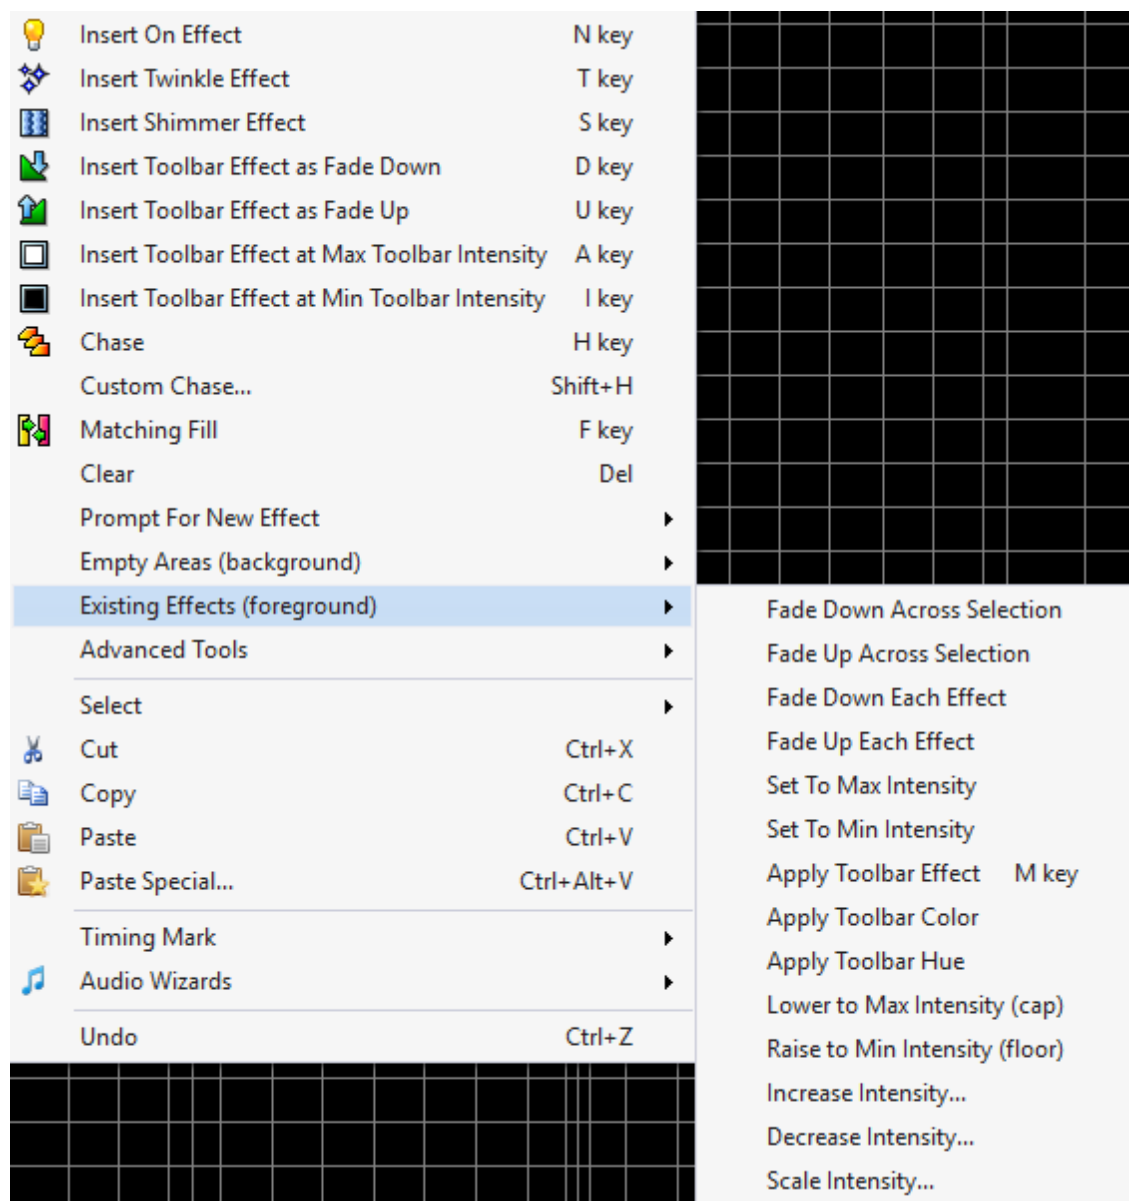 Insert On Effect N key
Insert Twinkle Effect T key
Insert Shimmer Effect S key
Insert Toolbar Effect as Fade Down D key
Insert Toolbar Effect as Fade Up U key
Insert Toolbar Effect at Max Toolbar Intensity A key
Insert Toolbar Effect at Min Toolbar Intensity I key
Chase H key
Custom Chase... Shift+H
Matching Fill F key
Clear Del
Prompt For New Effect
Empty Areas (background)
Existing Effects (foreground)
Advanced Tools
Select
Cut Ctrl+X
Copy Ctrl+C
Paste Ctrl+V
Paste Special... Ctrl+Alt+V
Timing Mark
Audio Wizards
Undo Ctrl+Z
Fade Down Across Selection
Fade Up Across Selection
Fade Down Each Effect
Fade Up Each Effect
Set To Max Intensity
Set To Min Intensity
Apply Toolbar Effect M key
Apply Toolbar Color
Apply Toolbar Hue
Lower to Max Intensity (cap)
Raise to Min Intensity (floor)
Increase Intensity...
Decrease Intensity...
Scale Intensity...